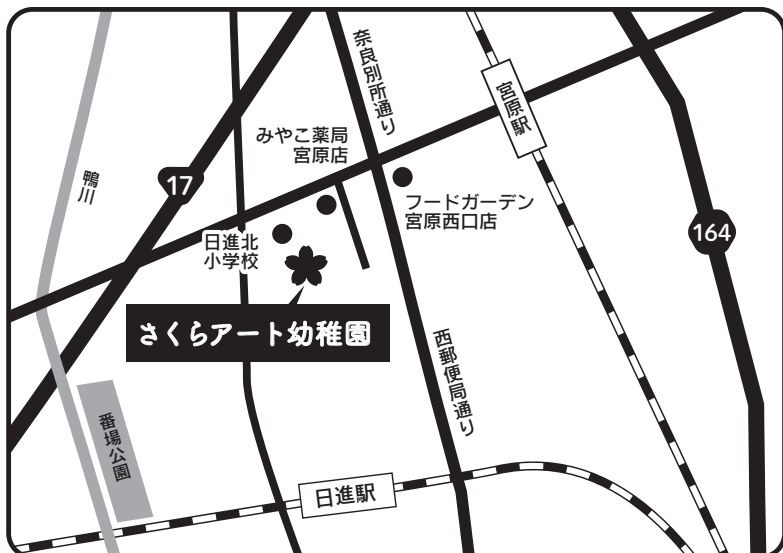 奈良別所通り
宮原駅
みやこ薬局
宮原店
17
鴨川
フードガーデン
宮原西口店
164
日進北
小学校
さくらアート幼稚園
西郵便局通り
番場公園
日進駅